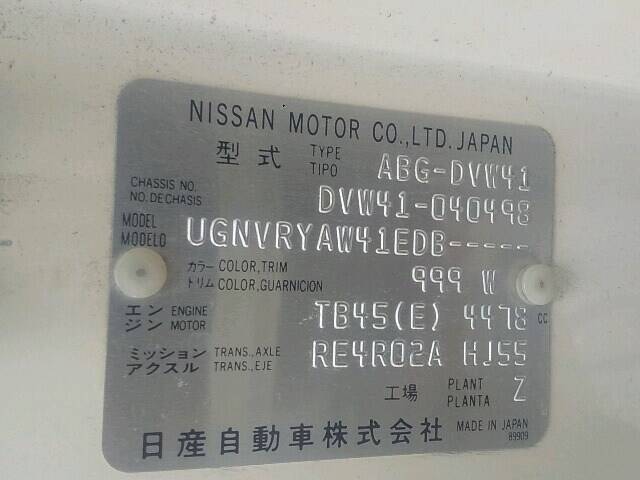 NISSAN MOTOR CO.,LTD. JAPAN
型式 TYPE TIPO ABG-DVW41
CHASSIS NO. NO. DE CHASIS DVW41-040498
MODEL MODELO UGNVRYAW41EDB-----
カラー COLOR,TRIM
トリム COLOR,GUARNICION 999 W
エンジン ENGINE MOTOR TB45(E) 4478 CC
ミッション TRANS.,AXLE
アクスル TRANS.,EJE RE4R02A HJ55
工場 PLANT PLANTA Z
日産自動車株式会社 MADE IN JAPAN
89909